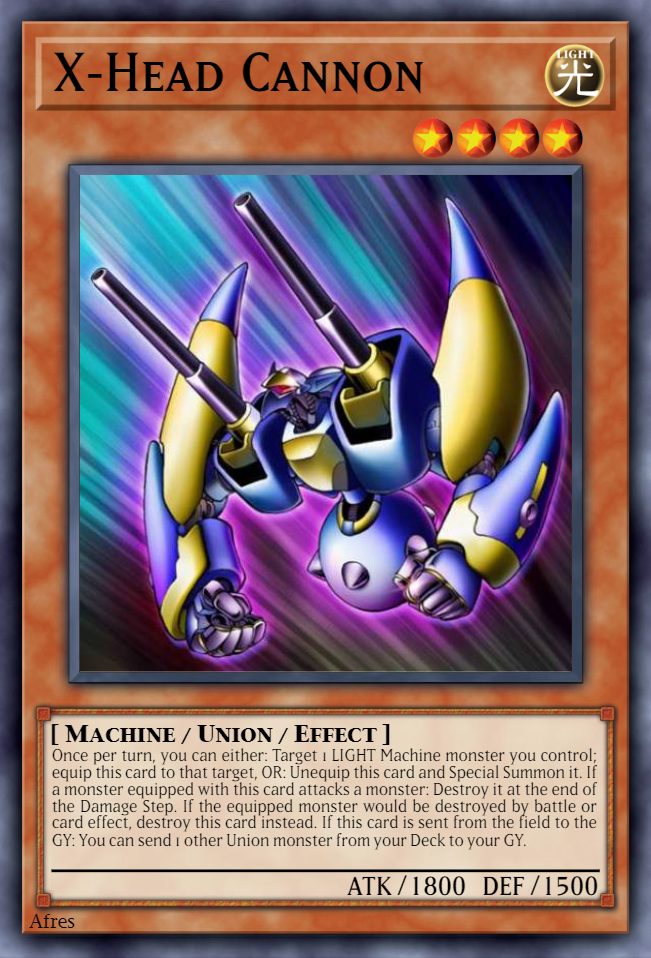 X-Head Cannon
LIGHT
光
[ Machine / Union / Effect ]
Once per turn, you can either: Target 1 LIGHT Machine monster you control;
equip this card to that target, OR: Unequip this card and Special Summon it. If
a monster equipped with this card attacks a monster: Destroy it at the end of
the Damage Step. If the equipped monster would be destroyed by battle or
card effect, destroy this card instead. If this card is sent from the field to the
GY: You can send 1 other Union monster from your Deck to your GY.
ATK / 1800 DEF / 1500
Afres